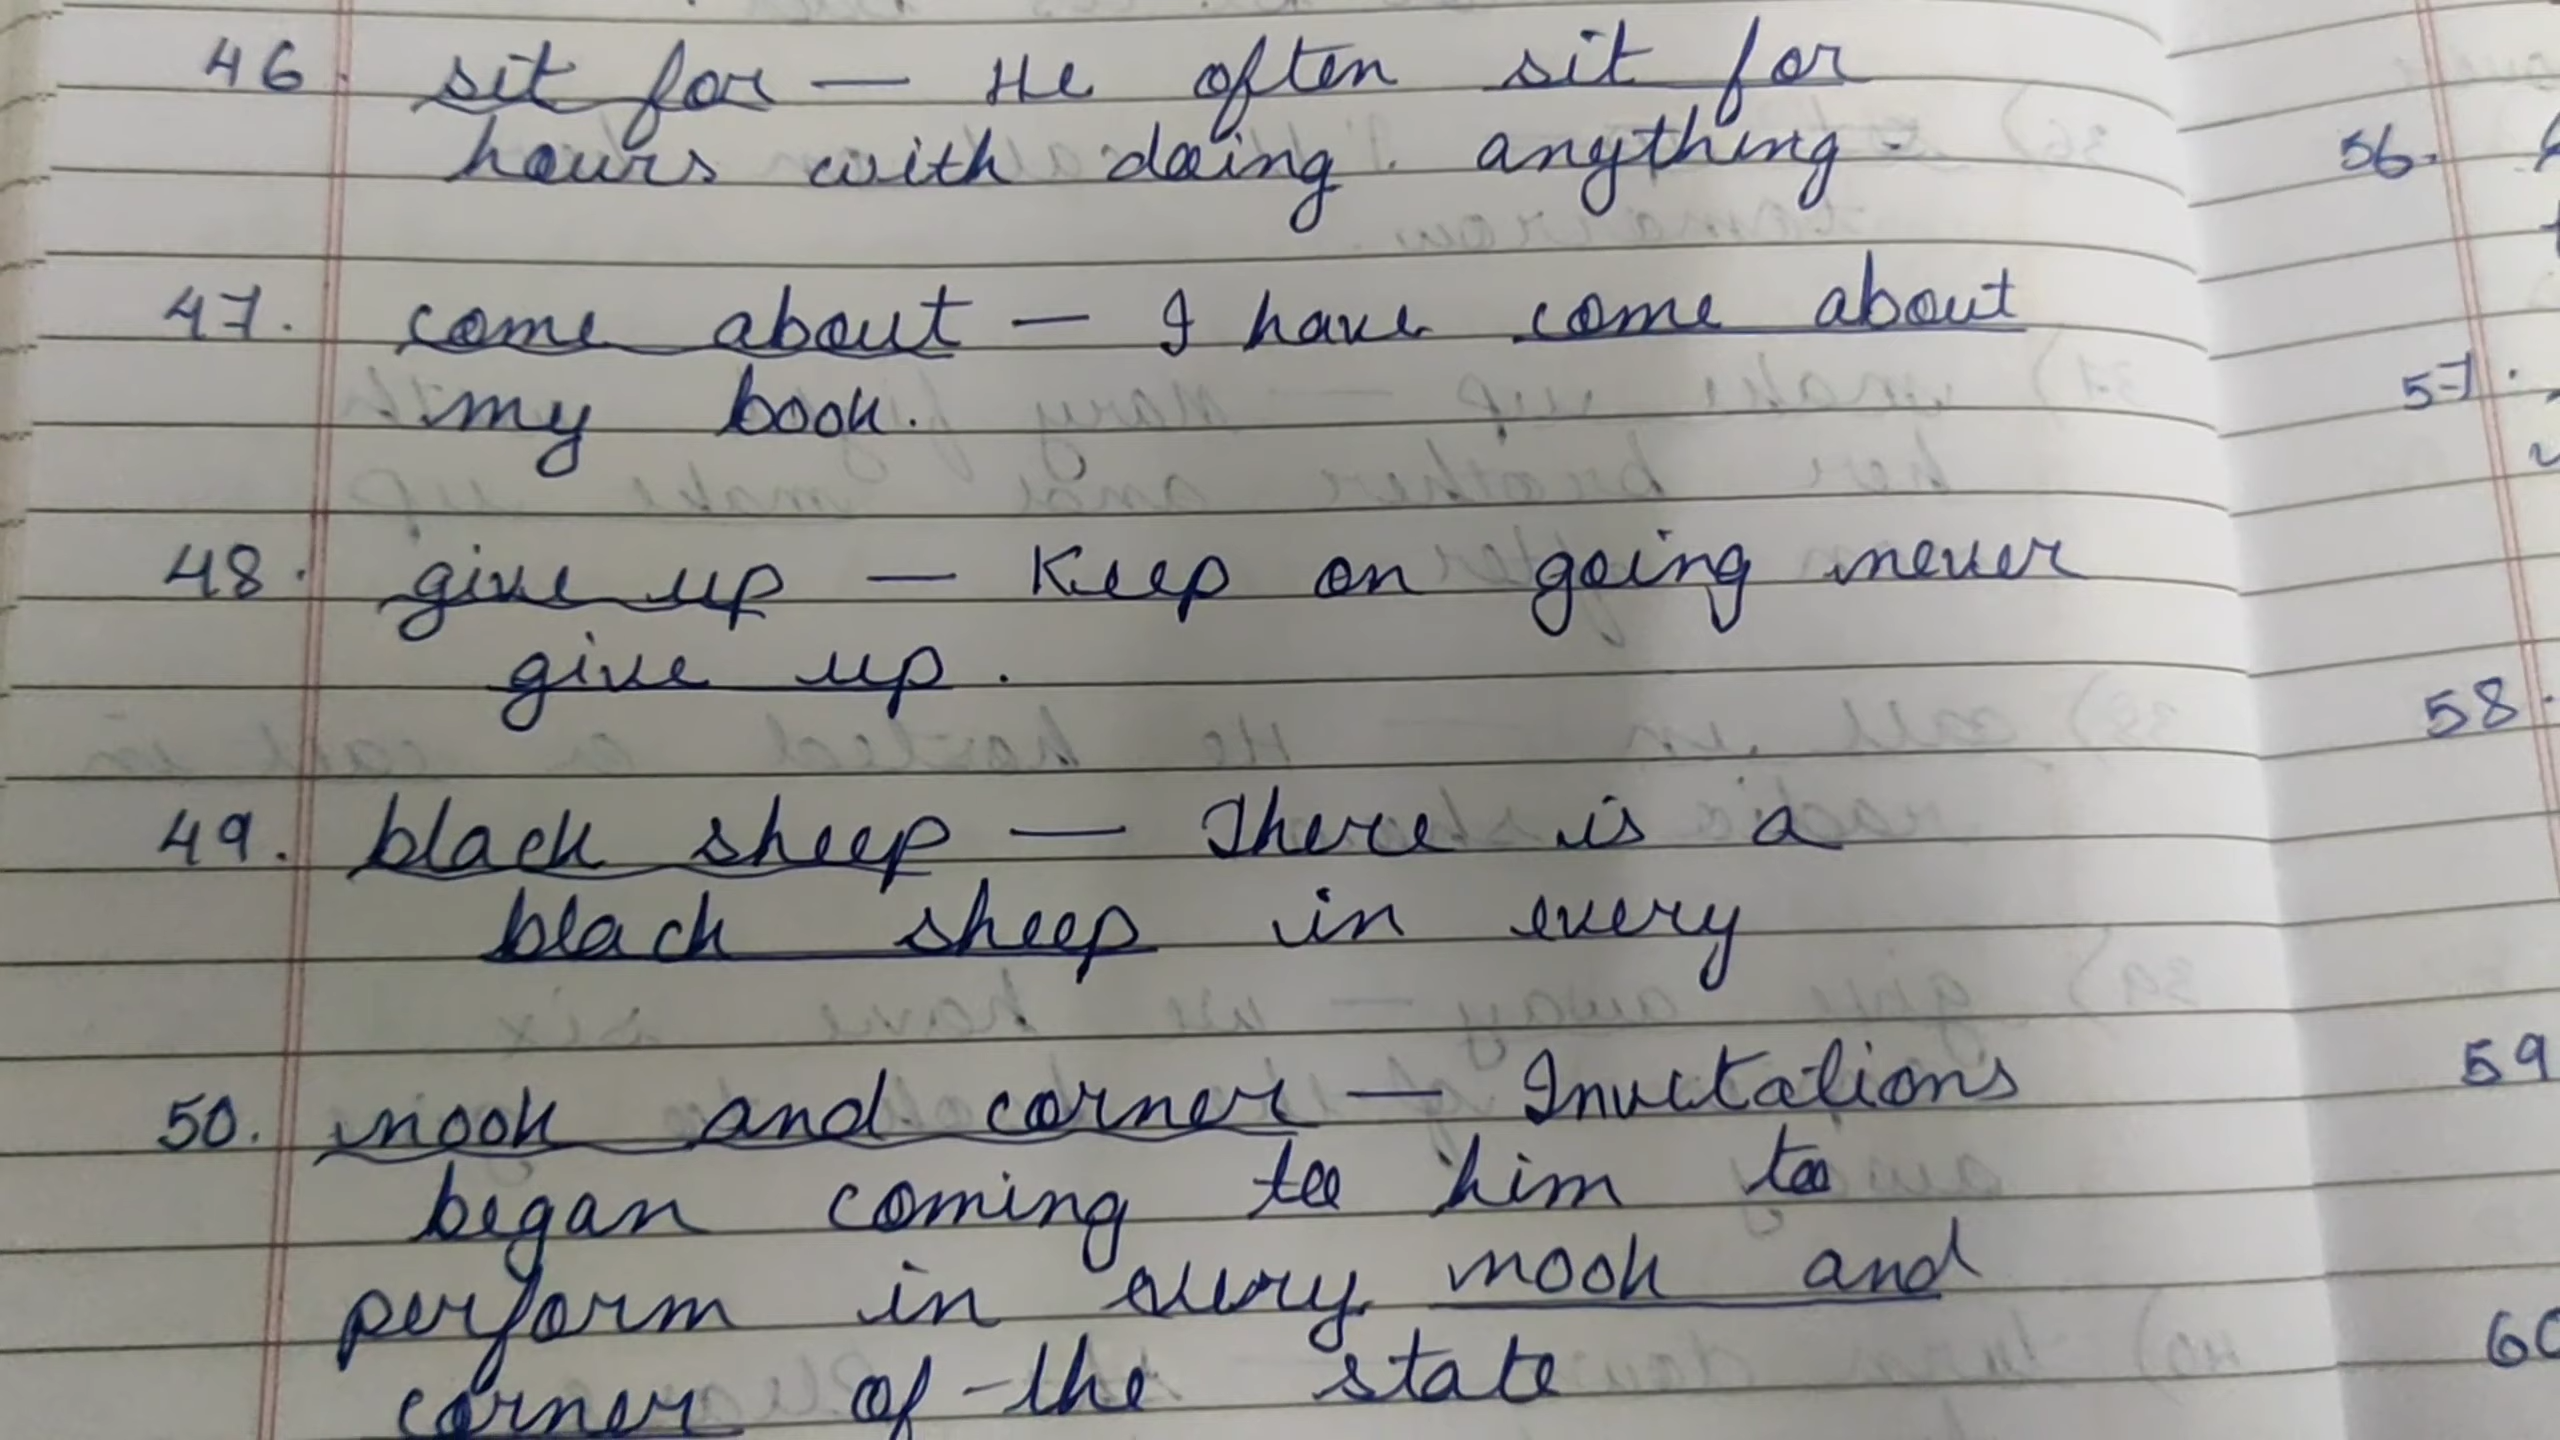 46. sit for — He often sit for
hours with doing anything.
47. come about — I have come about
my book.
48. give up — Keep on going never
give up.
49. black sheep — There is a
black sheep in every
50. nook and corner — Invitations
began coming to him to
perform in every nook and
corner of the state
56.
57.
58.
59
60